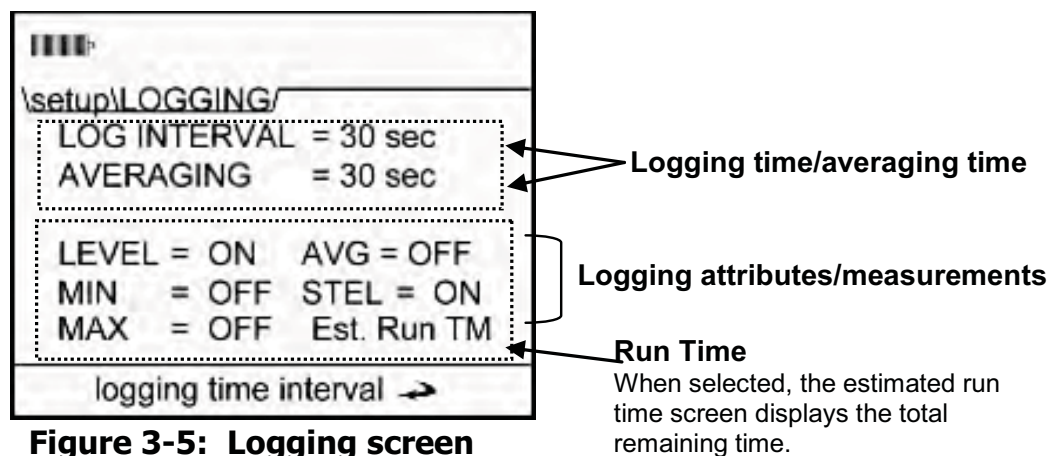 \setup\LOGGING/
LOG INTERVAL = 30 sec
AVERAGING = 30 sec
Logging time/averaging time
LEVEL = ON AVG = OFF
MIN = OFF STEL = ON
MAX = OFF Est. Run TM
Logging attributes/measurements
logging time interval
Run Time
When selected, the estimated run
time screen displays the total
remaining time.
Figure 3-5: Logging screen